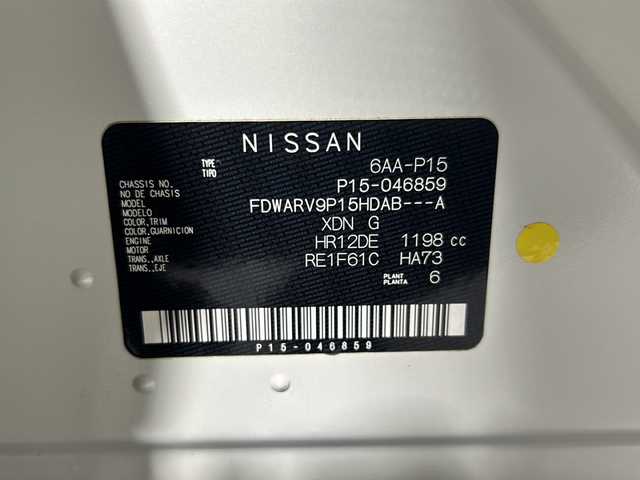 NISSAN
TYPE 6AA-P15
TIPO
CHASSIS NO. P15-046859
NO DE CHASSIS
MODEL FDWARV9P15HDAB---A
MODELO
COLOR,TRIM XDN G
COLOR,GUARNICION
ENGINE HR12DE 1198 cc
MOTOR
TRANS.,AXLE RE1F61C HA73
TRANS.,EJE
PLANT 6
PLANTA
P15-046859